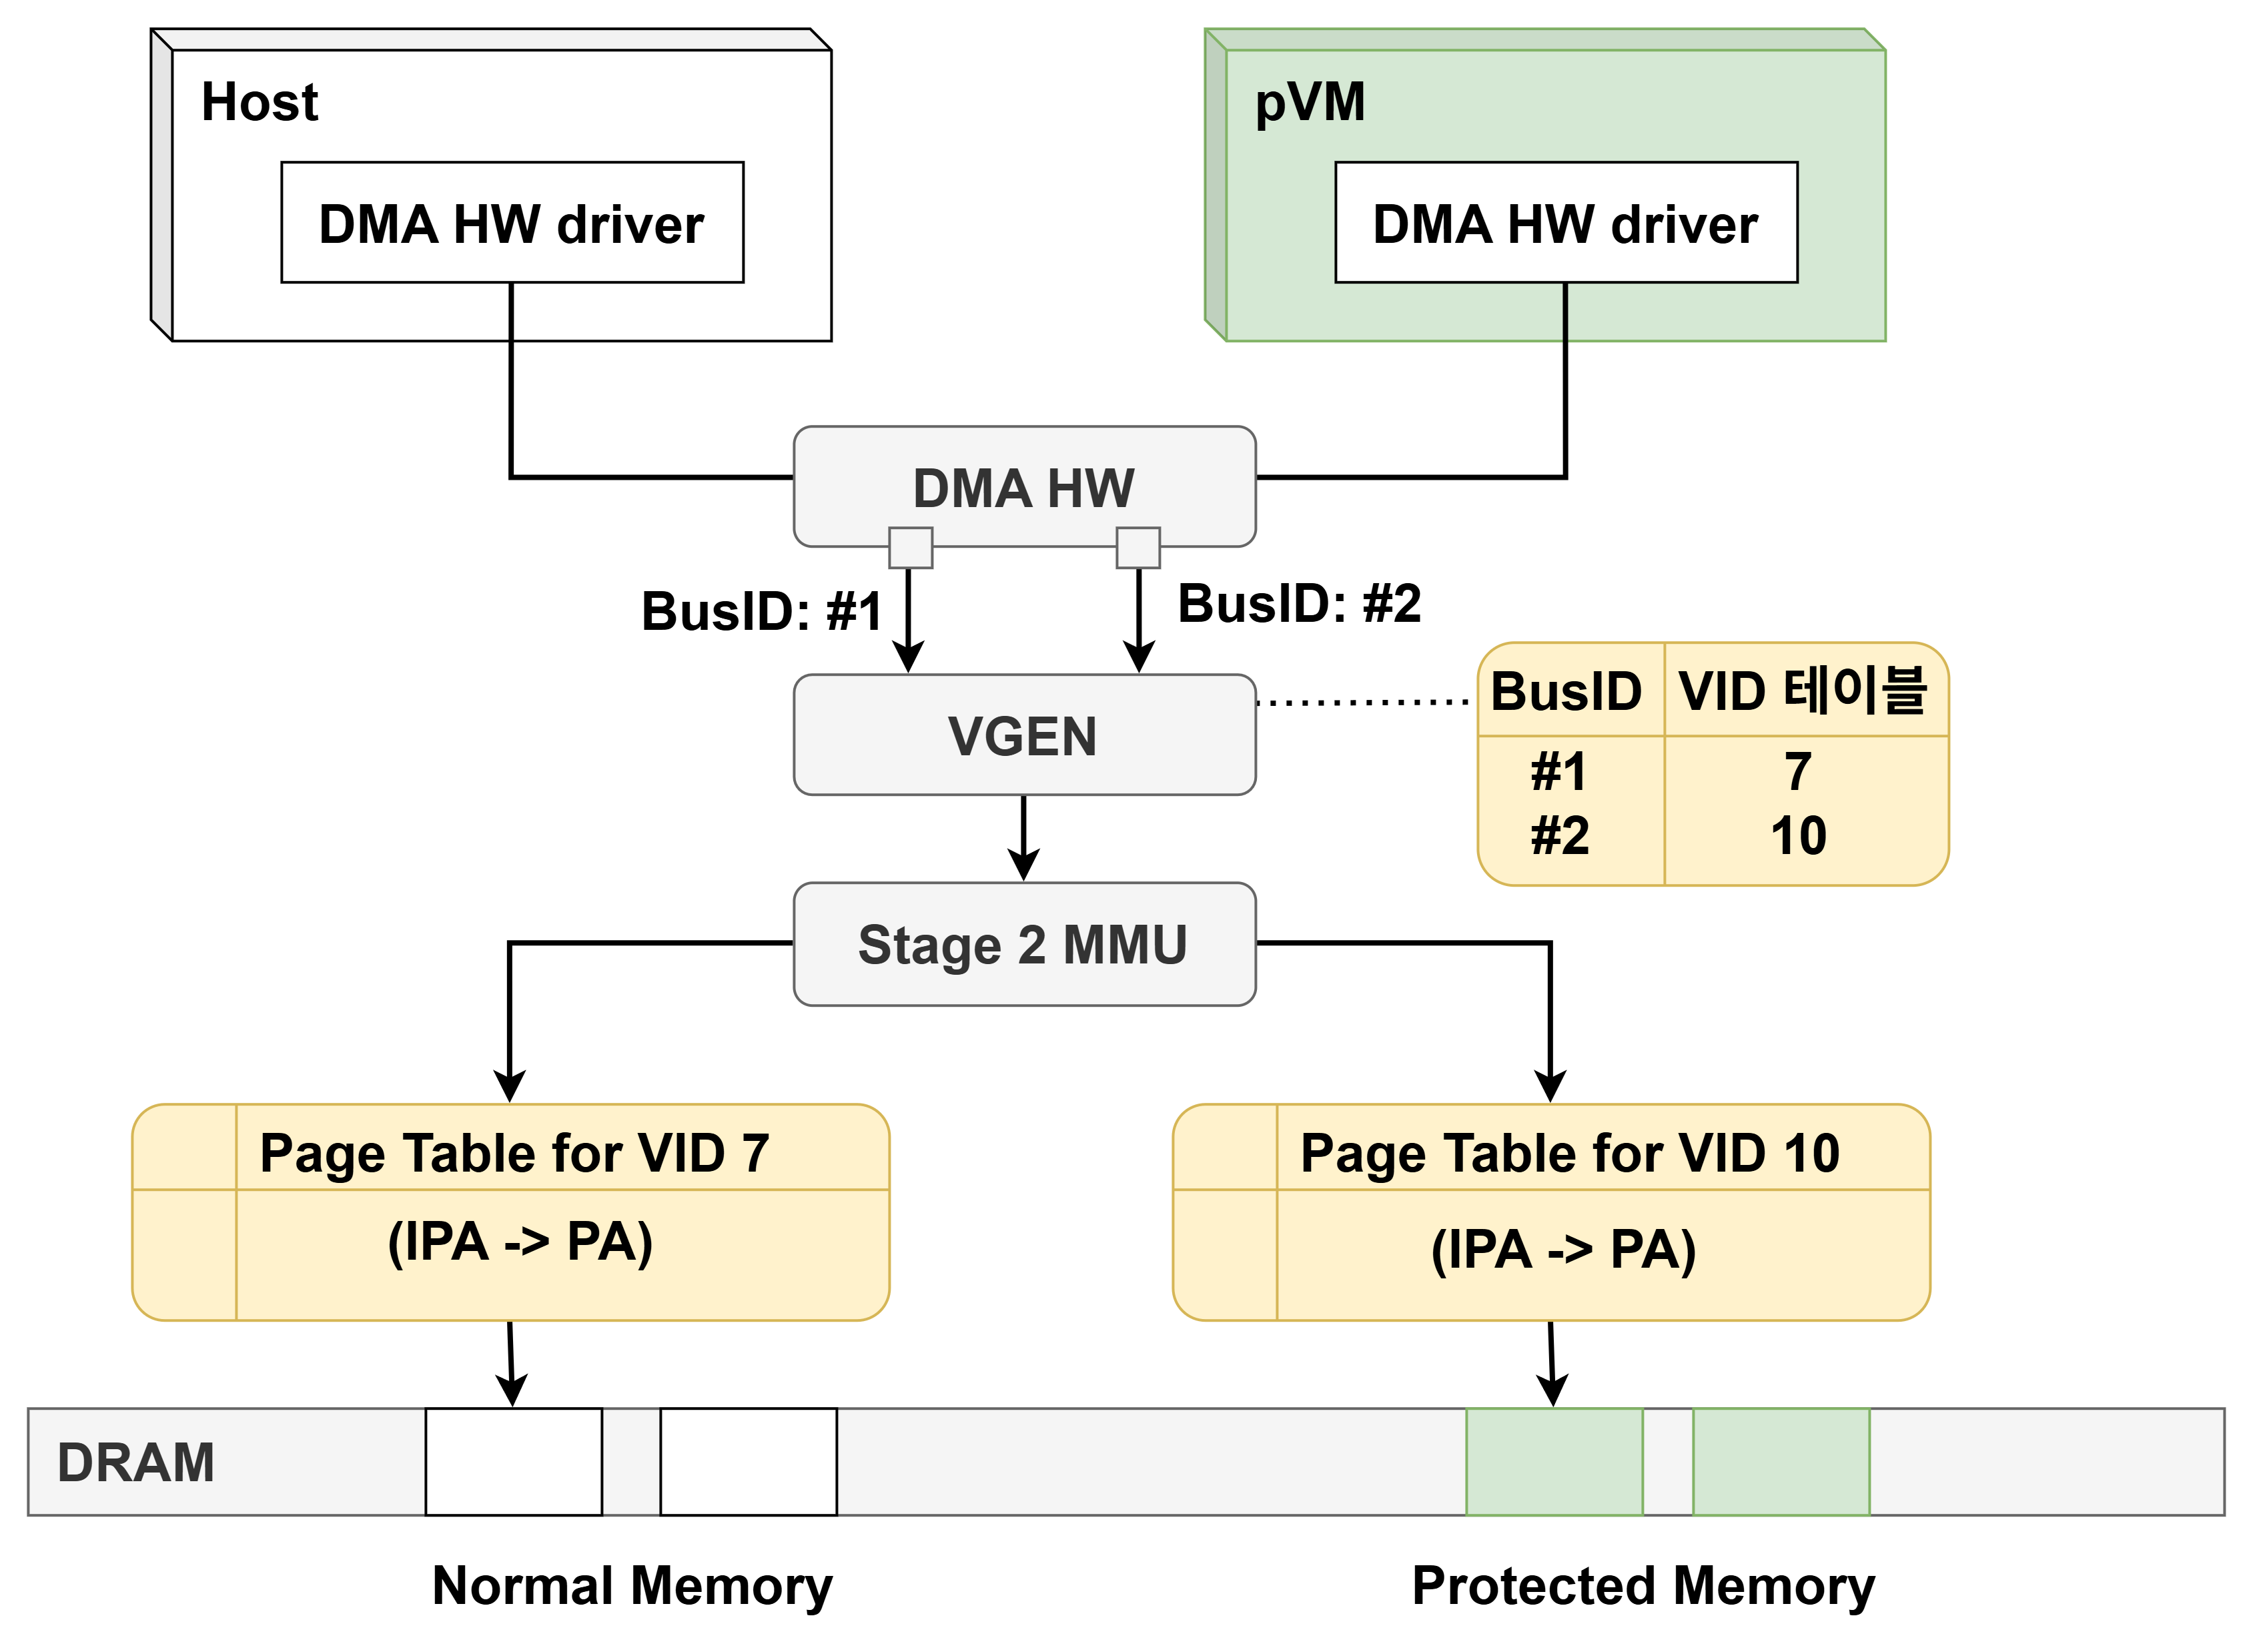 Host
pVM
DMA HW driver
DMA HW driver
DMA HW
BusID: #1
BusID: #2
VGEN
BusID VID 테이블
#1 7
#2 10
Stage 2 MMU
Page Table for VID 7
(IPA -> PA)
Page Table for VID 10
(IPA -> PA)
DRAM
Normal Memory
Protected Memory